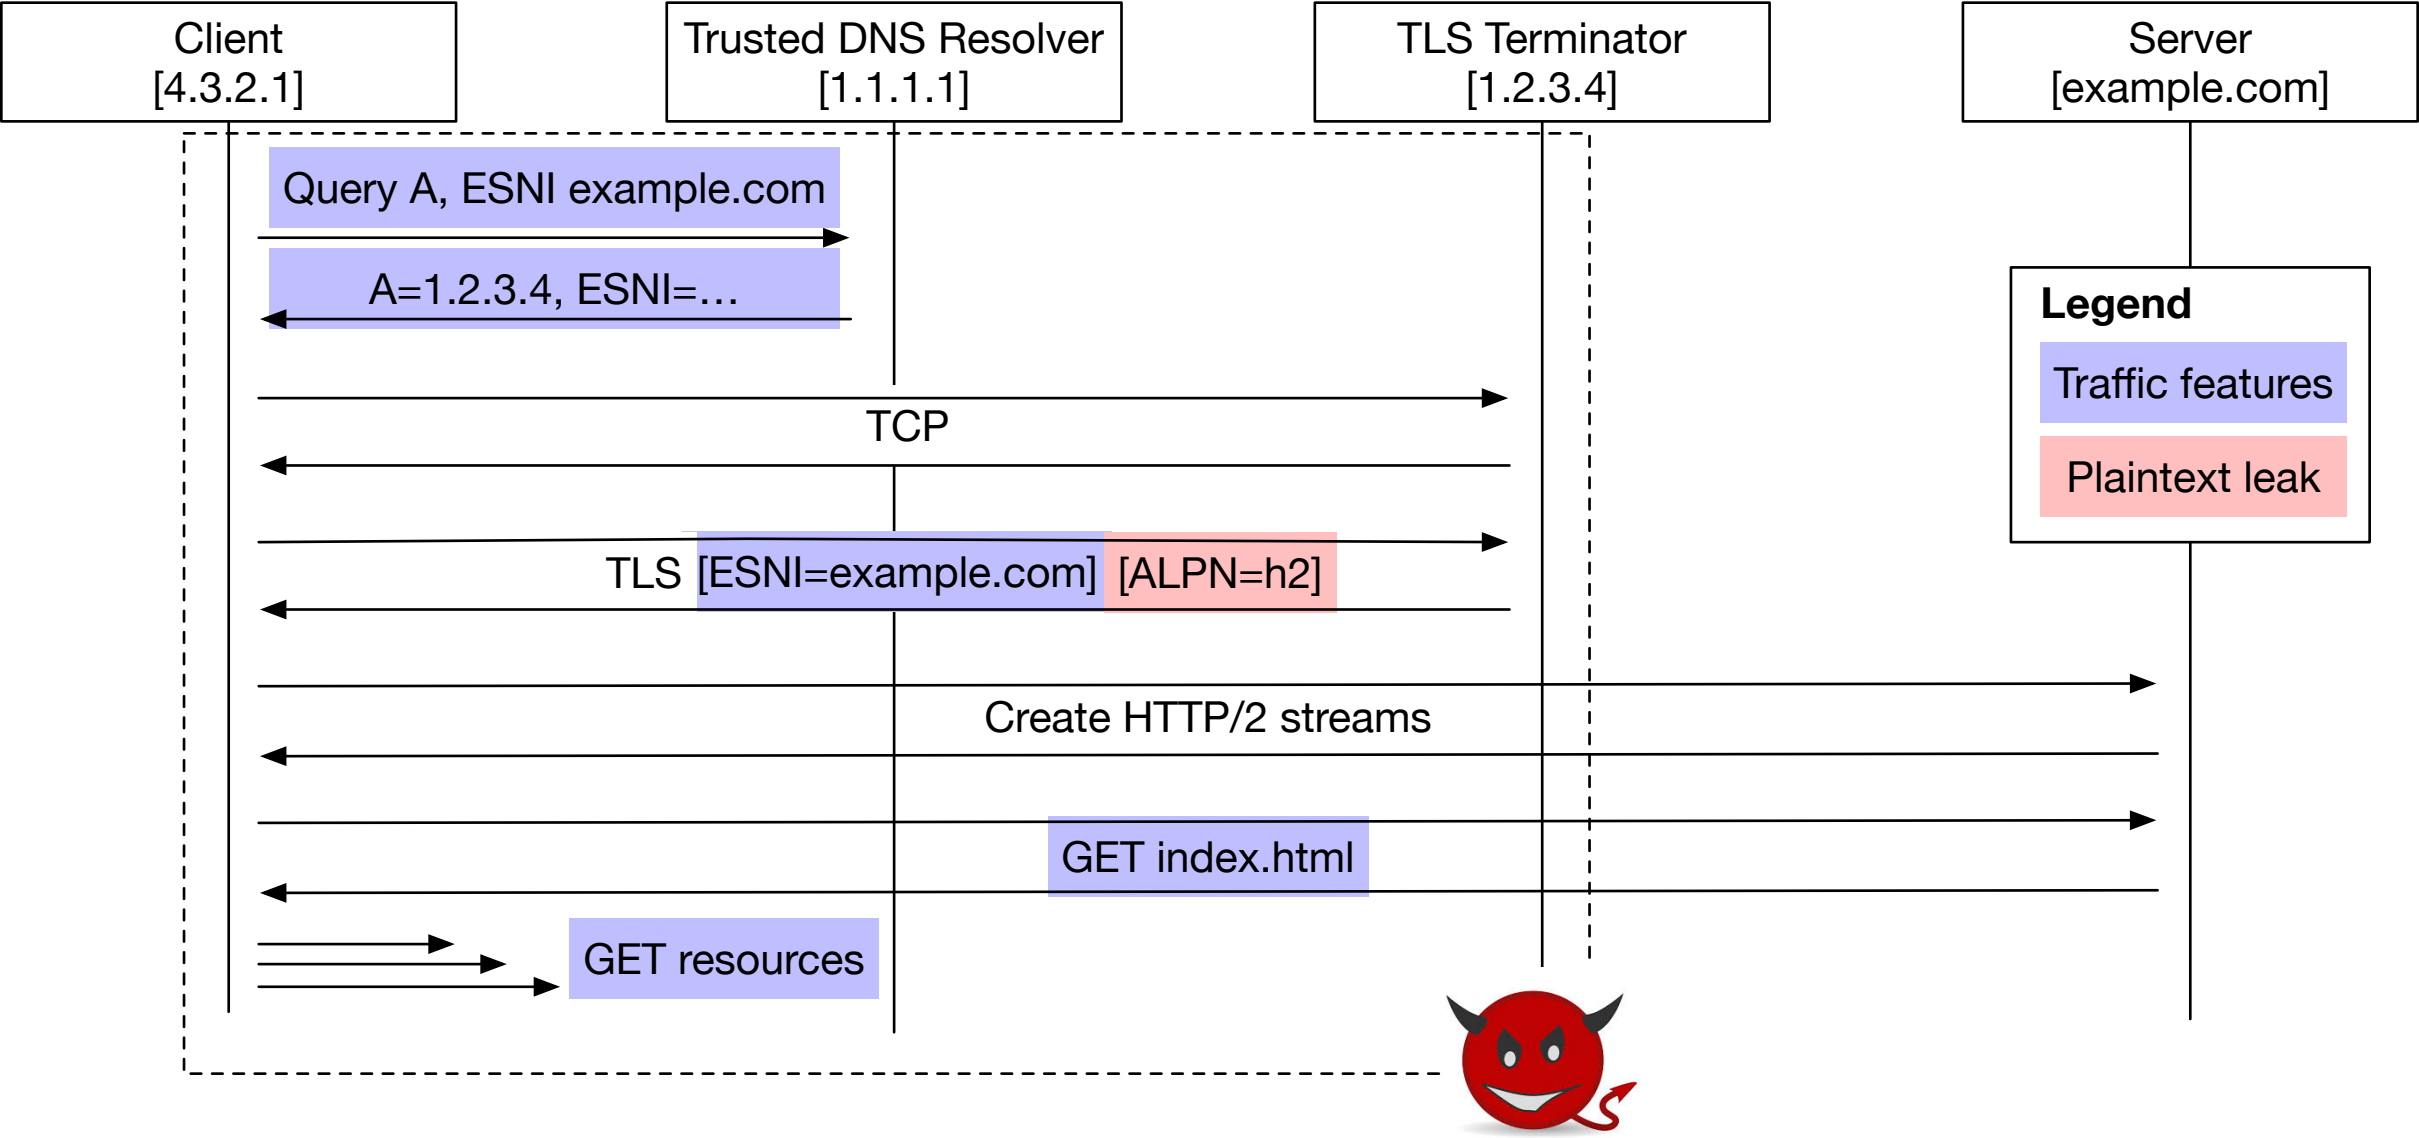 Client
[4.3.2.1]
Trusted DNS Resolver
[1.1.1.1]
TLS Terminator
[1.2.3.4]
Server
[example.com]
Query A, ESNI example.com
A=1.2.3.4, ESNI=...
TCP
TLS [ESNI=example.com] [ALPN=h2]
Create HTTP/2 streams
GET index.html
GET resources
Legend
Traffic features
Plaintext leak